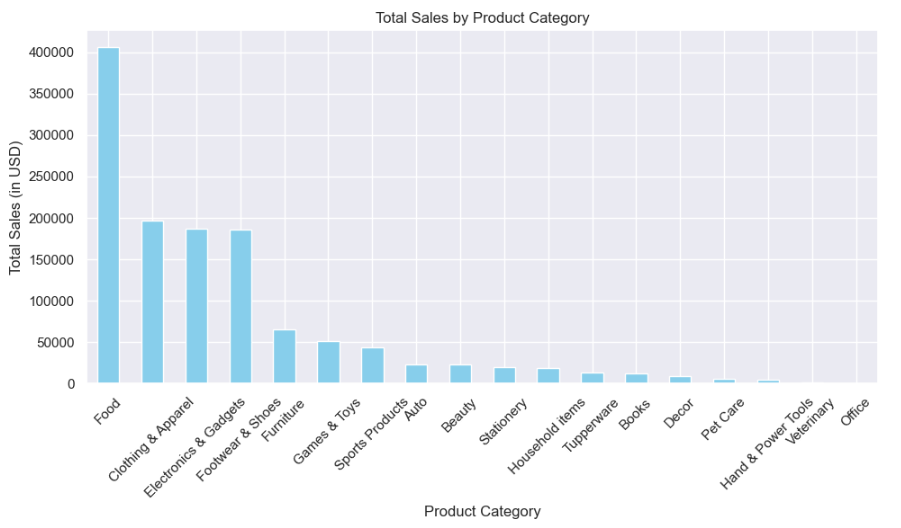 Total Sales by Product Category
Total Sales (in USD)
400000
350000
300000
250000
200000
150000
100000
50000
0
Food
Clothing & Apparel
Electronics & Gadgets
Footwear & Shoes
Furniture
Games & Toys
Sports Products
Auto
Beauty
Stationery
Household items
Tupperware
Books
Decor
Pet Care
Hand & Power Tools
Veterinary
Office
Product Category